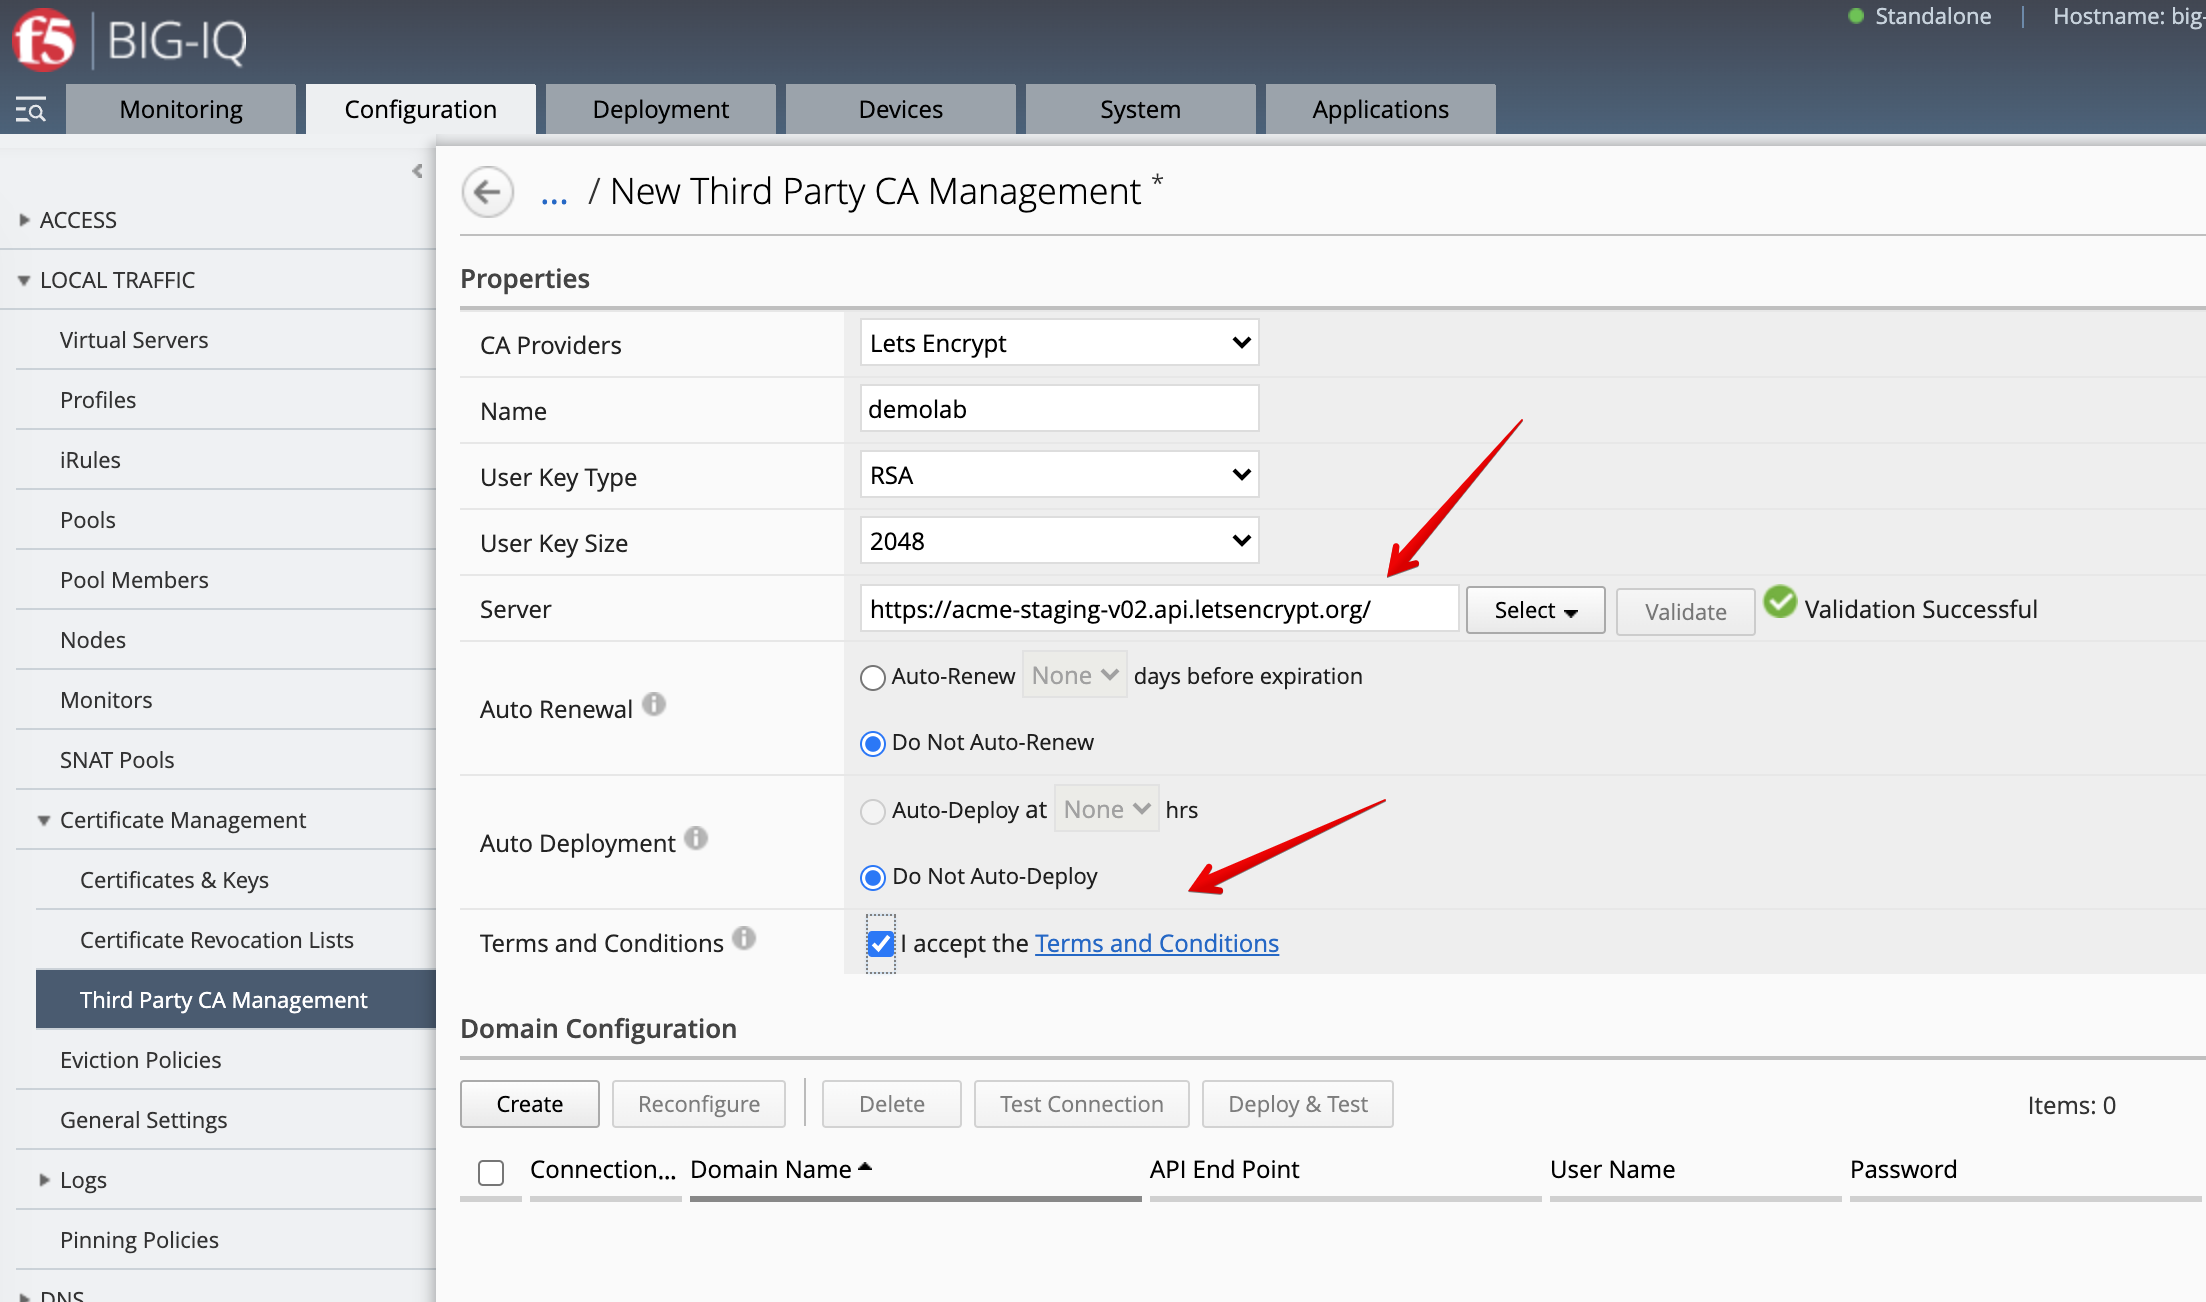 f5 BIG-IQ
Standalone | Hostname: big-
Monitoring
Configuration
Deployment
Devices
System
Applications
ACCESS
LOCAL TRAFFIC
Virtual Servers
Profiles
iRules
Pools
Pool Members
Nodes
Monitors
SNAT Pools
Certificate Management
Certificates & Keys
Certificate Revocation Lists
Third Party CA Management
Eviction Policies
General Settings
Logs
Pinning Policies
DNS
... / New Third Party CA Management *
Properties
CA Providers
Lets Encrypt
Name
demolab
User Key Type
RSA
User Key Size
2048
Server
https://acme-staging-v02.api.letsencrypt.org/
Select
Validate
Validation Successful
Auto Renewal
Auto-Renew None days before expiration
Do Not Auto-Renew
Auto Deployment
Auto-Deploy at None hrs
Do Not Auto-Deploy
Terms and Conditions
I accept the Terms and Conditions
Domain Configuration
Create
Reconfigure
Delete
Test Connection
Deploy & Test
Items: 0
Connection...
Domain Name
API End Point
User Name
Password